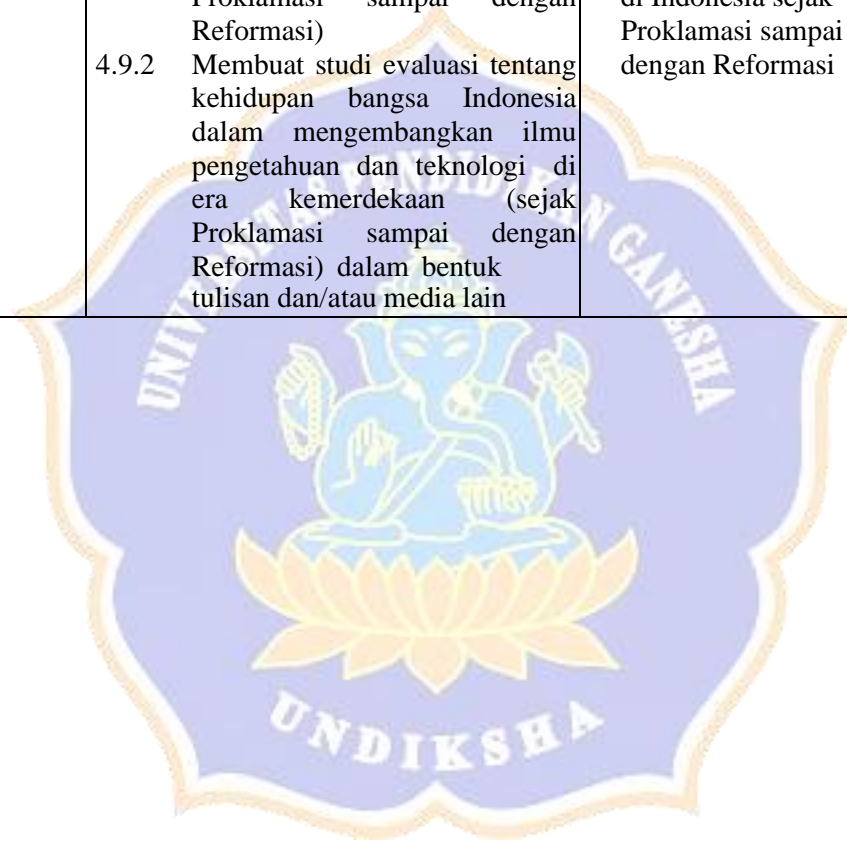 Proklamasi sampai dengan
Reformasi)
4.9.2 Membuat studi evaluasi tentang
kehidupan bangsa Indonesia
dalam mengembangkan ilmu
pengetahuan dan teknologi di
era kemerdekaan (sejak
Proklamasi sampai dengan
Reformasi) dalam bentuk
tulisan dan/atau media lain
di Indonesia sejak
Proklamasi sampai
dengan Reformasi
UNIVERSITAS PENDIDIKAN GANESHA
UNDIKSHA